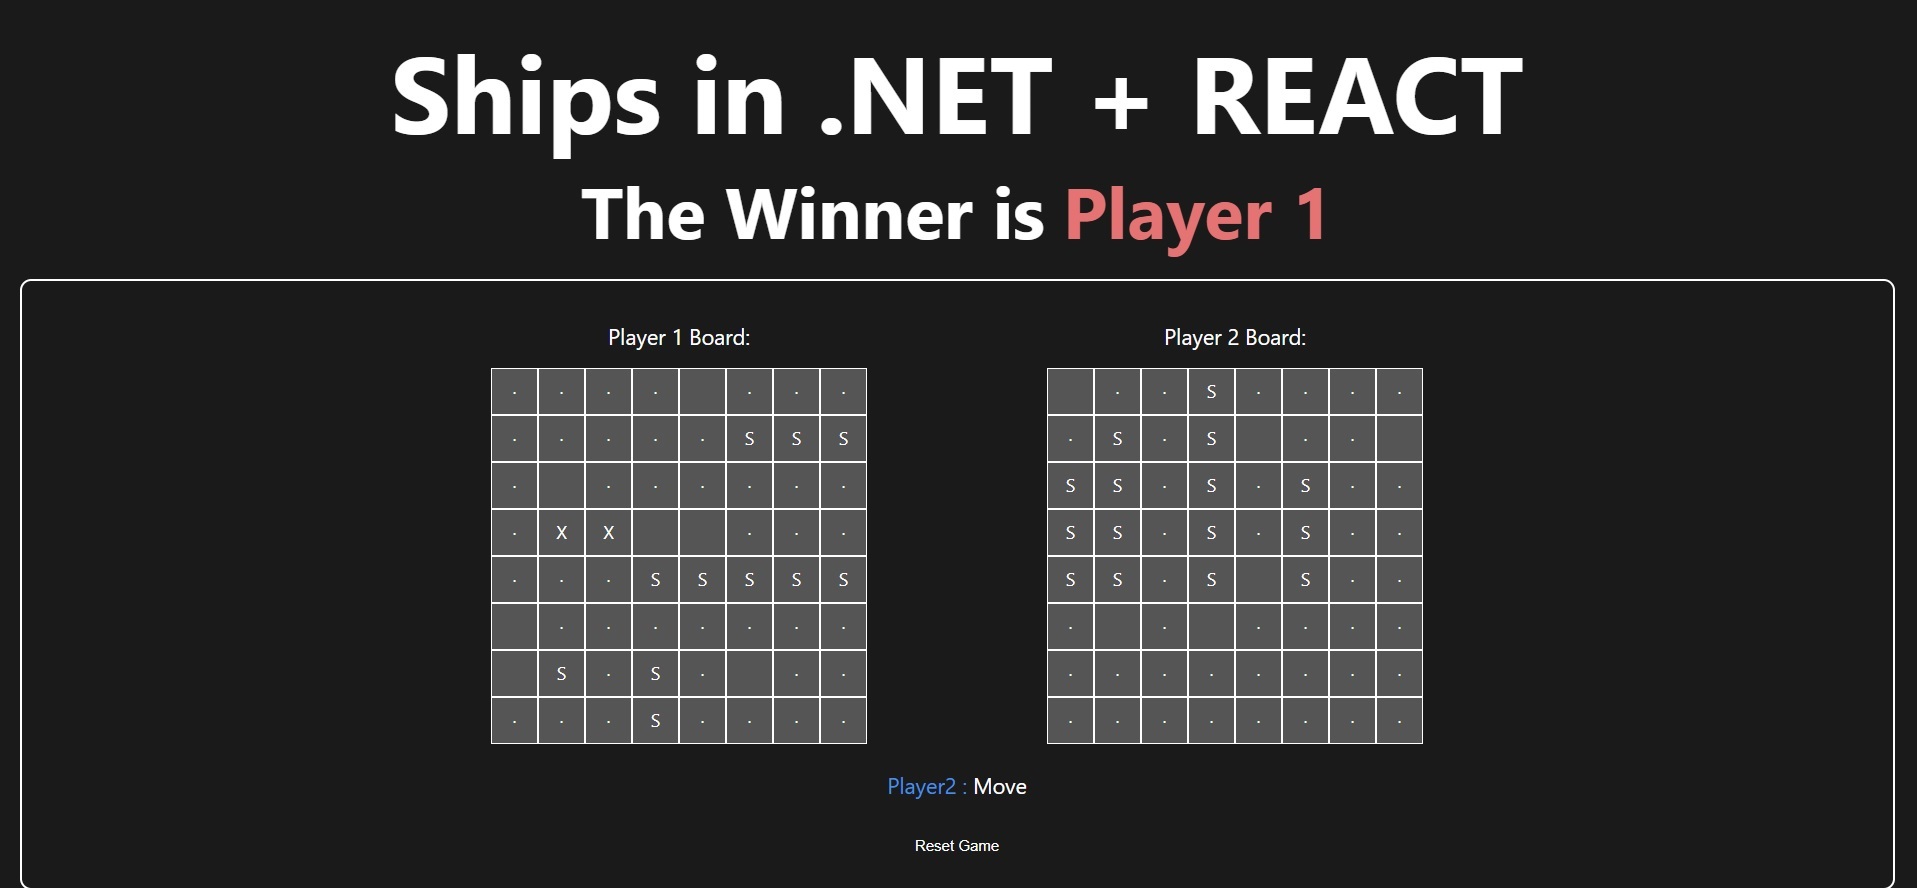 Ships in .NET + REACT
The Winner is Player 1
Player 1 Board:
. . . . . . .
. . . . . S S S
. . . . . . .
. X X . . .
. . . S S S S S
. . . . . . .
S . S . . .
. . . S . . . .
Player 2 Board:
. . S . . . .
. S . S . .
S S . S . S . .
S S . S . S . .
S S . S S . .
. . . . . .
. . . . . . . .
. . . . . . . .
Player2 : Move
Reset Game